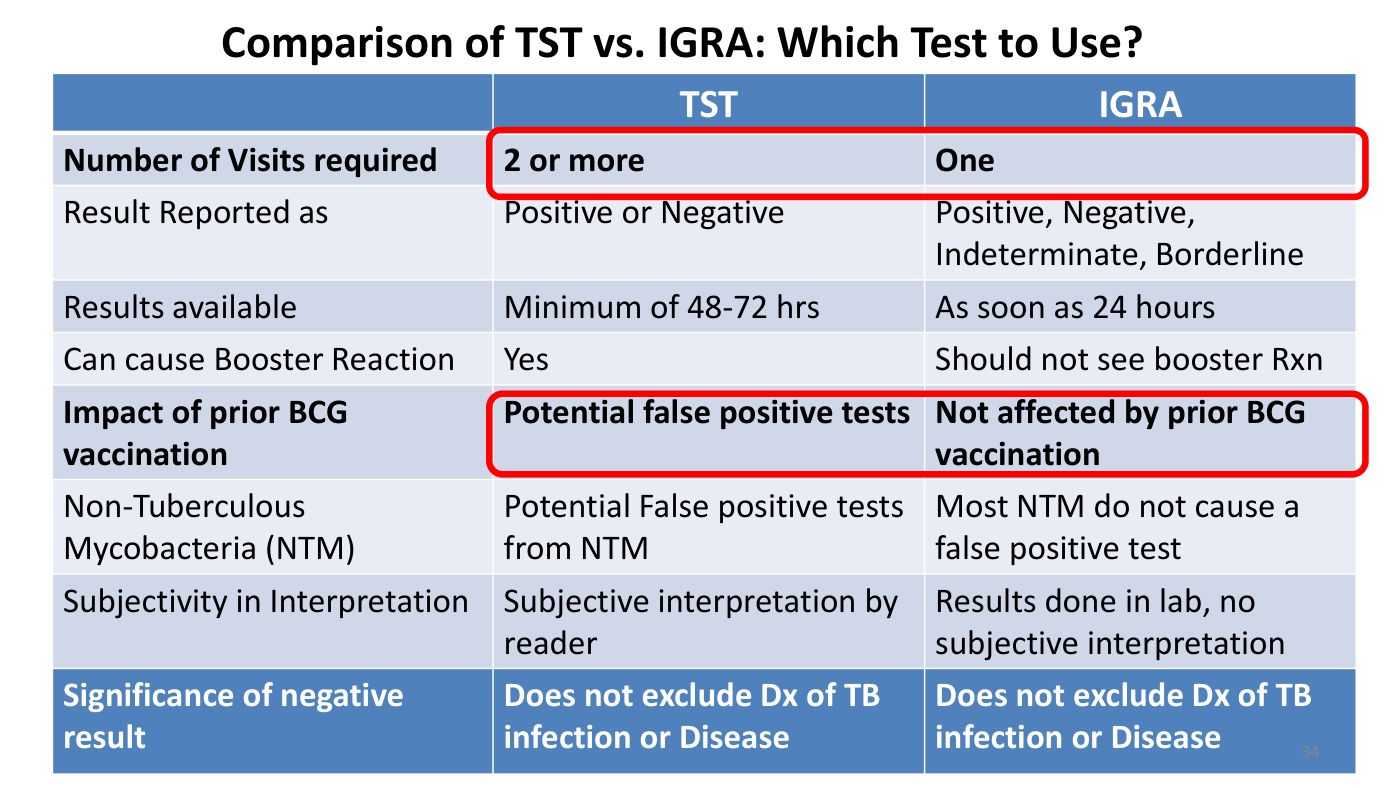 Comparison of TST vs. IGRA: Which Test to Use?
TST IGRA
Number of Visits required 2 or more One
Result Reported as Positive or Negative Positive, Negative,
Indeterminate, Borderline
Results available Minimum of 48-72 hrs As soon as 24 hours
Can cause Booster Reaction Yes Should not see booster Rxn
Impact of prior BCG Potential false positive tests Not affected by prior BCG
vaccination vaccination
Non-Tuberculous Potential False positive tests Most NTM do not cause a
Mycobacteria (NTM) from NTM false positive test
Subjectivity in Interpretation Subjective interpretation by Results done in lab, no
reader subjective interpretation
Significance of negative Does not exclude Dx of TB Does not exclude Dx of TB
result infection or Disease infection or Disease
34